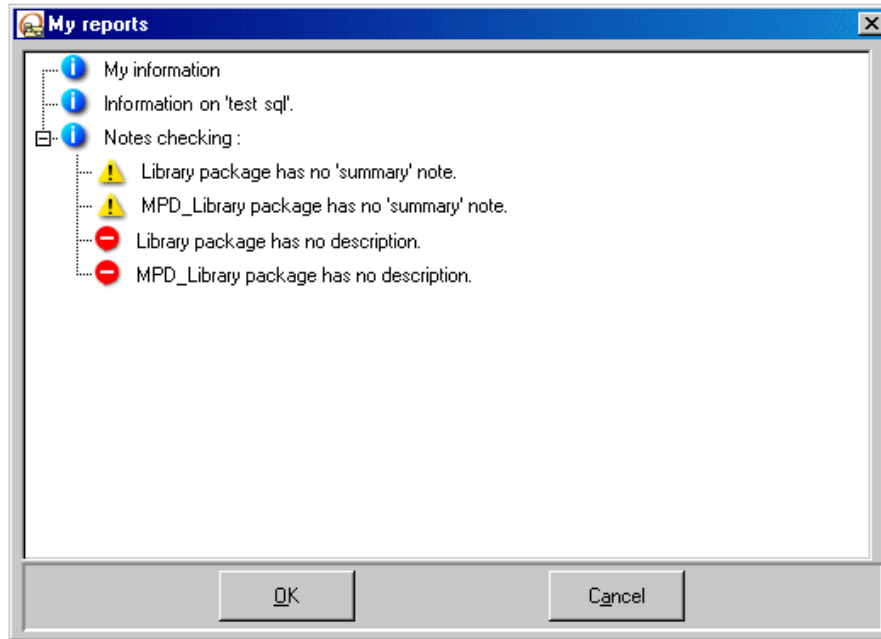 My reports
My information
Information on 'test sql'.
Notes checking :
Library package has no 'summary' note.
MPD_Library package has no 'summary' note.
Library package has no description.
MPD_Library package has no description.
OK
Cancel